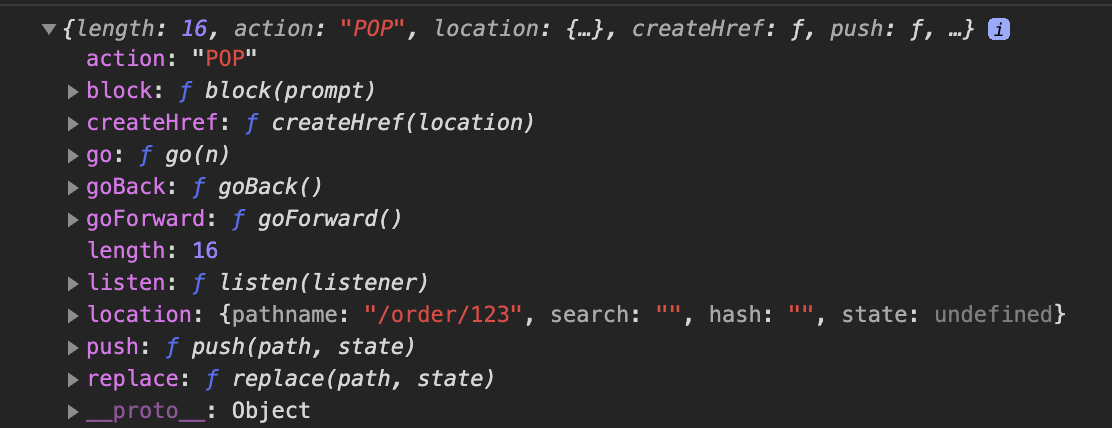 ▼{length: 16, action: "POP", location: {…}, createHref: ƒ, push: ƒ, …} i
action: "POP"
▶ block: ƒ block(prompt)
▶ createHref: ƒ createHref(location)
▶ go: ƒ go(n)
▶ goBack: ƒ goBack()
▶ goForward: ƒ goForward()
length: 16
▶ listen: ƒ listen(listener)
▶ location: {pathname: "/order/123", search: "", hash: "", state: undefined}
▶ push: ƒ push(path, state)
▶ replace: ƒ replace(path, state)
▶ __proto__: Object